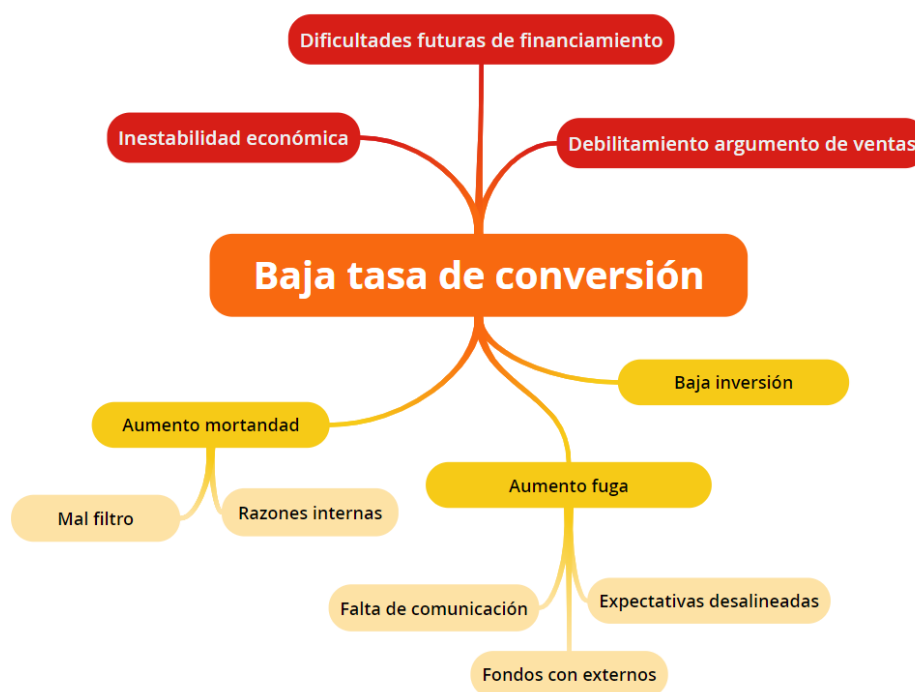 Dificultades futuras de financiamiento
Inestabilidad económica
Debilitamiento argumento de ventas
Baja tasa de conversión
Baja inversión
Aumento mortandad
Aumento fuga
Mal filtro
Razones internas
Falta de comunicación
Expectativas desalineadas
Fondos con externos